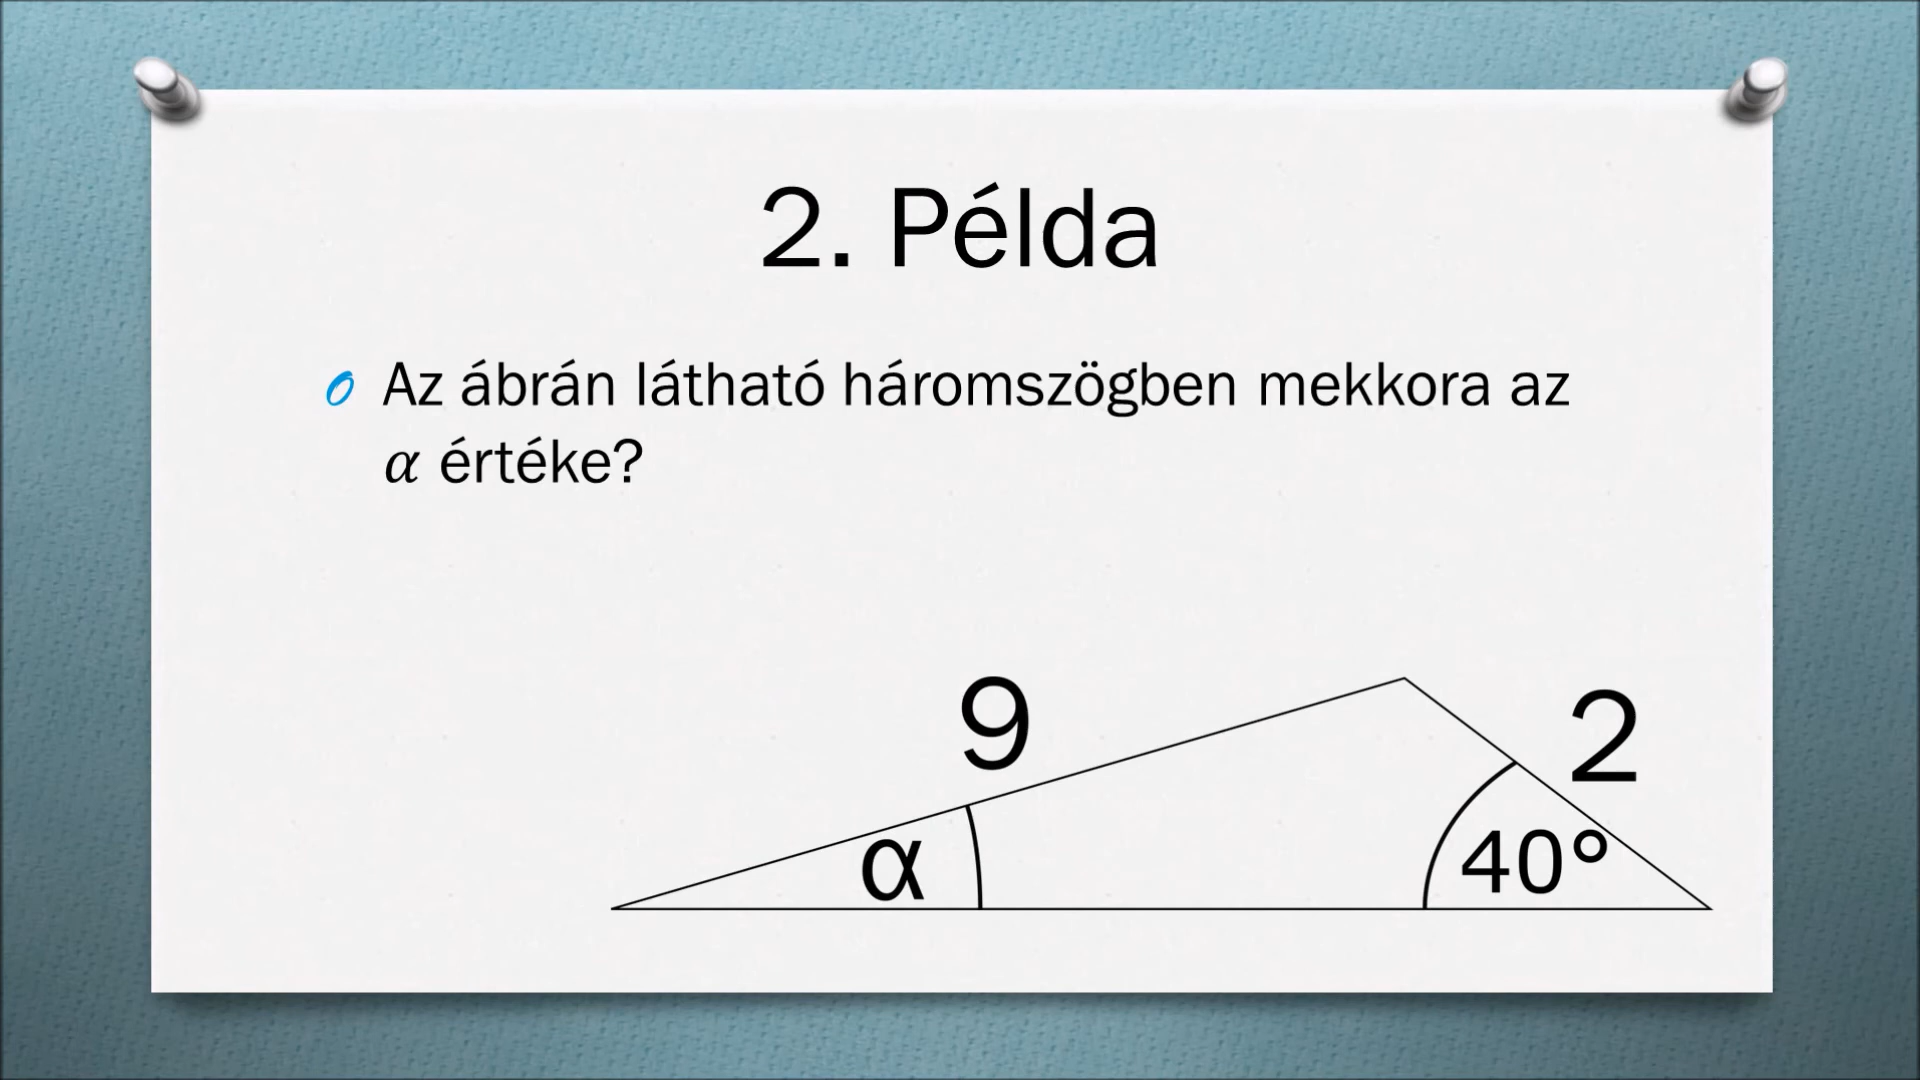 2. Példa
Az ábrán látható háromszögben mekkora az
α értéke?
9
2
α
40°